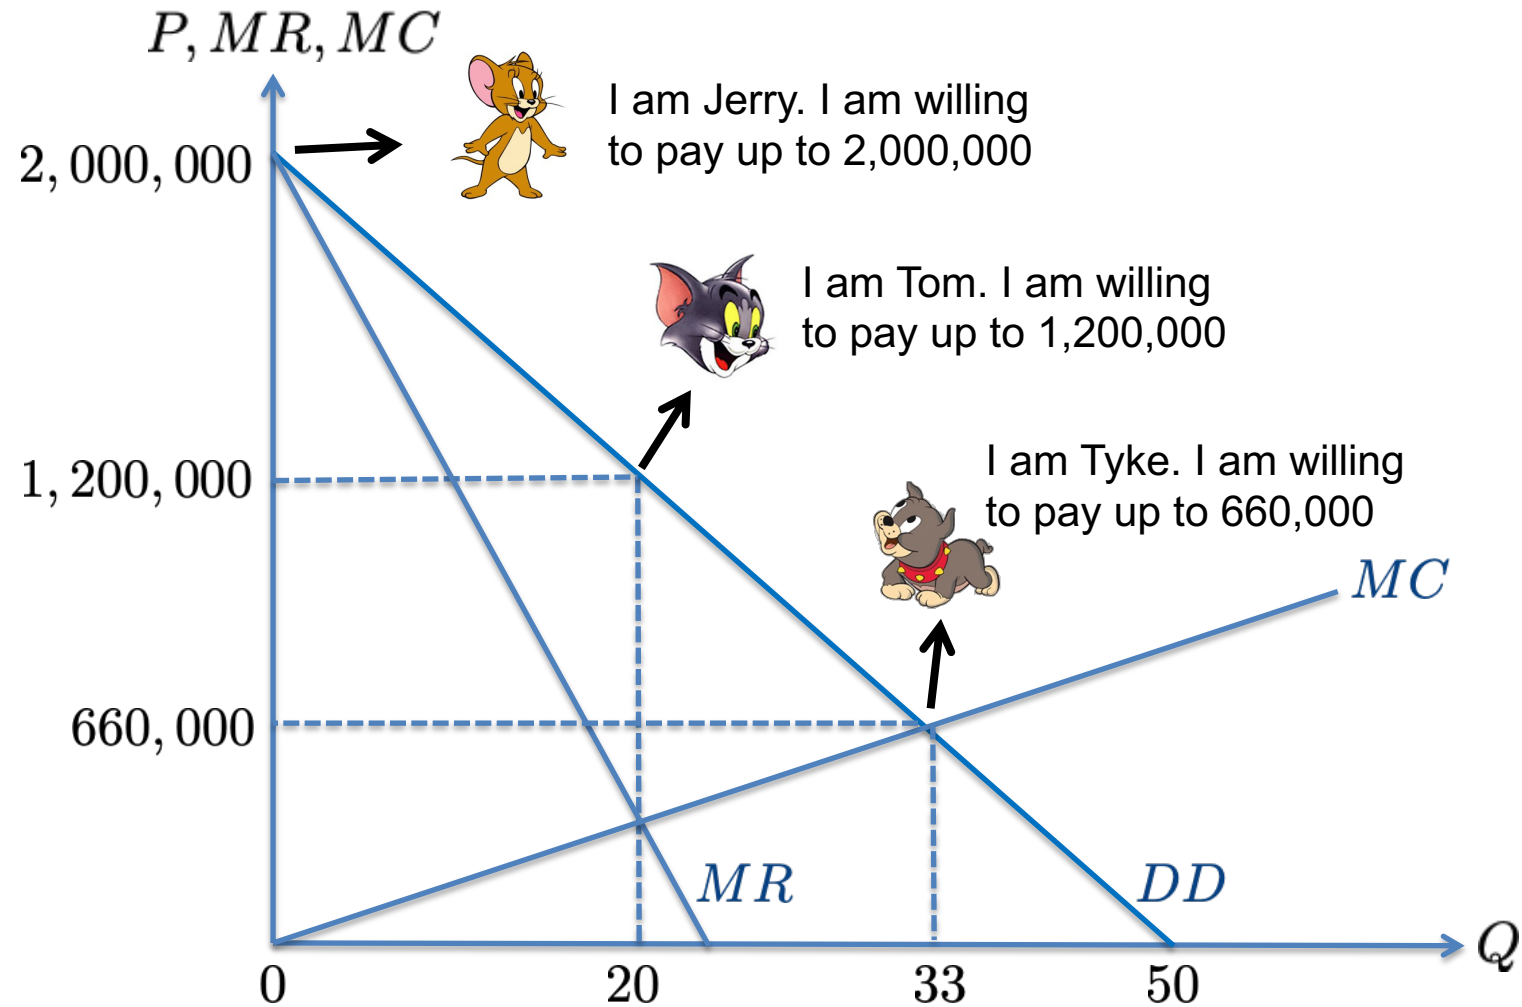 P, MR, MC
I am Jerry. I am willing
to pay up to 2,000,000
2, 000, 000
I am Tom. I am willing
to pay up to 1,200,000
1, 200, 000
I am Tyke. I am willing
to pay up to 660,000
MC
660, 000
MR
DD
Q
0
20
33
50